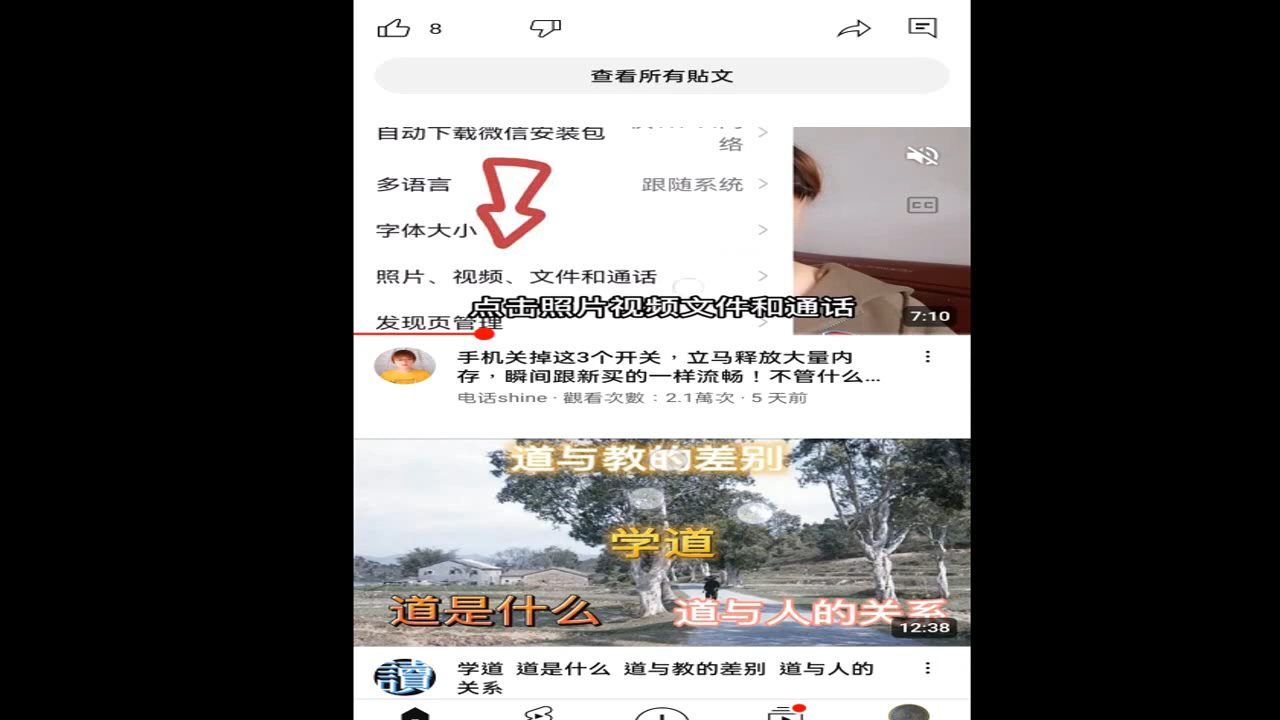 8
查看所有貼文
自动下载微信安装包
络
多语言 跟随系统
字体大小
照片、视频、文件和通话
点击照片视频文件和通话
发现页管理
CC
7:10
手机关掉这3个开关，立马释放大量内
存，瞬间跟新买的一样流畅！不管什么...
电话shine · 觀看次數：2.1萬次 · 5 天前
道与教的差别
学道
道是什么
道与人的关系
12:38
学道 道是什么 道与教的差别 道与人的
关系